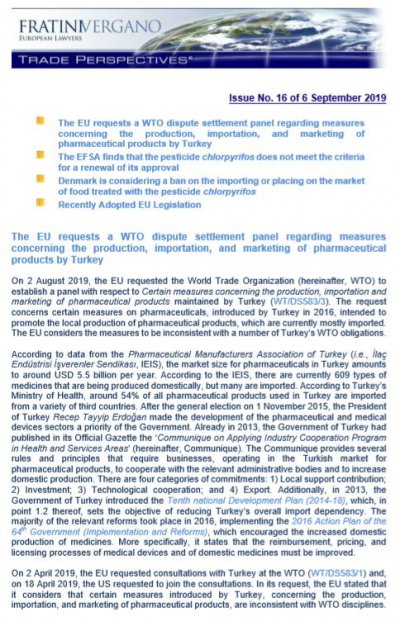 FRATINIVERGANO
EUROPEAN LAWYERS
TRADE PERSPECTIVES©
Issue No. 16 of 6 September 2019
The EU requests a WTO dispute settlement panel regarding measures
concerning the production, importation, and marketing of
pharmaceutical products by Turkey
The EFSA finds that the pesticide chlorpyrifos does not meet the criteria
for a renewal of its approval
Denmark is considering a ban on the importing or placing on the market
of food treated with the pesticide chlorpyrifos
Recently Adopted EU Legislation
The EU requests a WTO dispute settlement panel regarding measures
concerning the production, importation, and marketing of pharmaceutical
products by Turkey
On 2 August 2019, the EU requested the World Trade Organization (hereinafter, WTO) to
establish a panel with respect to Certain measures concerning the production, importation and
marketing of pharmaceutical products maintained by Turkey (WT/DS583/3). The request
concerns certain measures on pharmaceuticals, introduced by Turkey in 2016, intended to
promote the local production of pharmaceutical products, which are currently mostly imported.
The EU considers the measures to be inconsistent with a number of Turkey's WTO obligations.
According to data from the Pharmaceutical Manufacturers Association of Turkey (i.e., İlaç
Endüstrisi İşverenler Sendikası, IEIS), the market size for pharmaceuticals in Turkey amounts
to around USD 5.5 billion per year. According to the IEIS, there are currently 609 types of
medicines that are being produced domestically, but many are imported. According to Turkey's
Ministry of Health, around 54% of all pharmaceutical products used in Turkey are imported
from a variety of third countries. After the general election on 1 November 2015, the President
of Turkey Recep Tayyip Erdoğan made the development of the pharmaceutical and medical
devices sectors a priority of the Government. Already in 2013, the Government of Turkey had
published in its Official Gazette the 'Communique on Applying Industry Cooperation Program
in Health and Services Areas' (hereinafter, Communique). The Communique provides several
rules and principles that require businesses, operating in the Turkish market for
pharmaceutical products, to cooperate with the relevant administrative bodies and to increase
domestic production. There are four categories of commitments: 1) Local support contribution;
2) Investment; 3) Technological cooperation; and 4) Export. Additionally, in 2013, the
Government of Turkey introduced the Tenth national Development Plan (2014-18), which, in
point 1.2 thereof, sets the objective of reducing Turkey's overall import dependency. The
majority of the relevant reforms took place in 2016, implementing the 2016 Action Plan of the
64th Government (Implementation and Reforms), which encouraged the increased domestic
production of medicines. More specifically, it states that the reimbursement, pricing, and
licensing processes of medical devices and of domestic medicines must be improved.
On 2 April 2019, the EU requested consultations with Turkey at the WTO (WT/DS583/1) and,
on 18 April 2019, the US requested to join the consultations. In its request, the EU stated that
it considers that certain measures introduced by Turkey, concerning the production,
importation, and marketing of pharmaceutical products, are inconsistent with WTO disciplines.